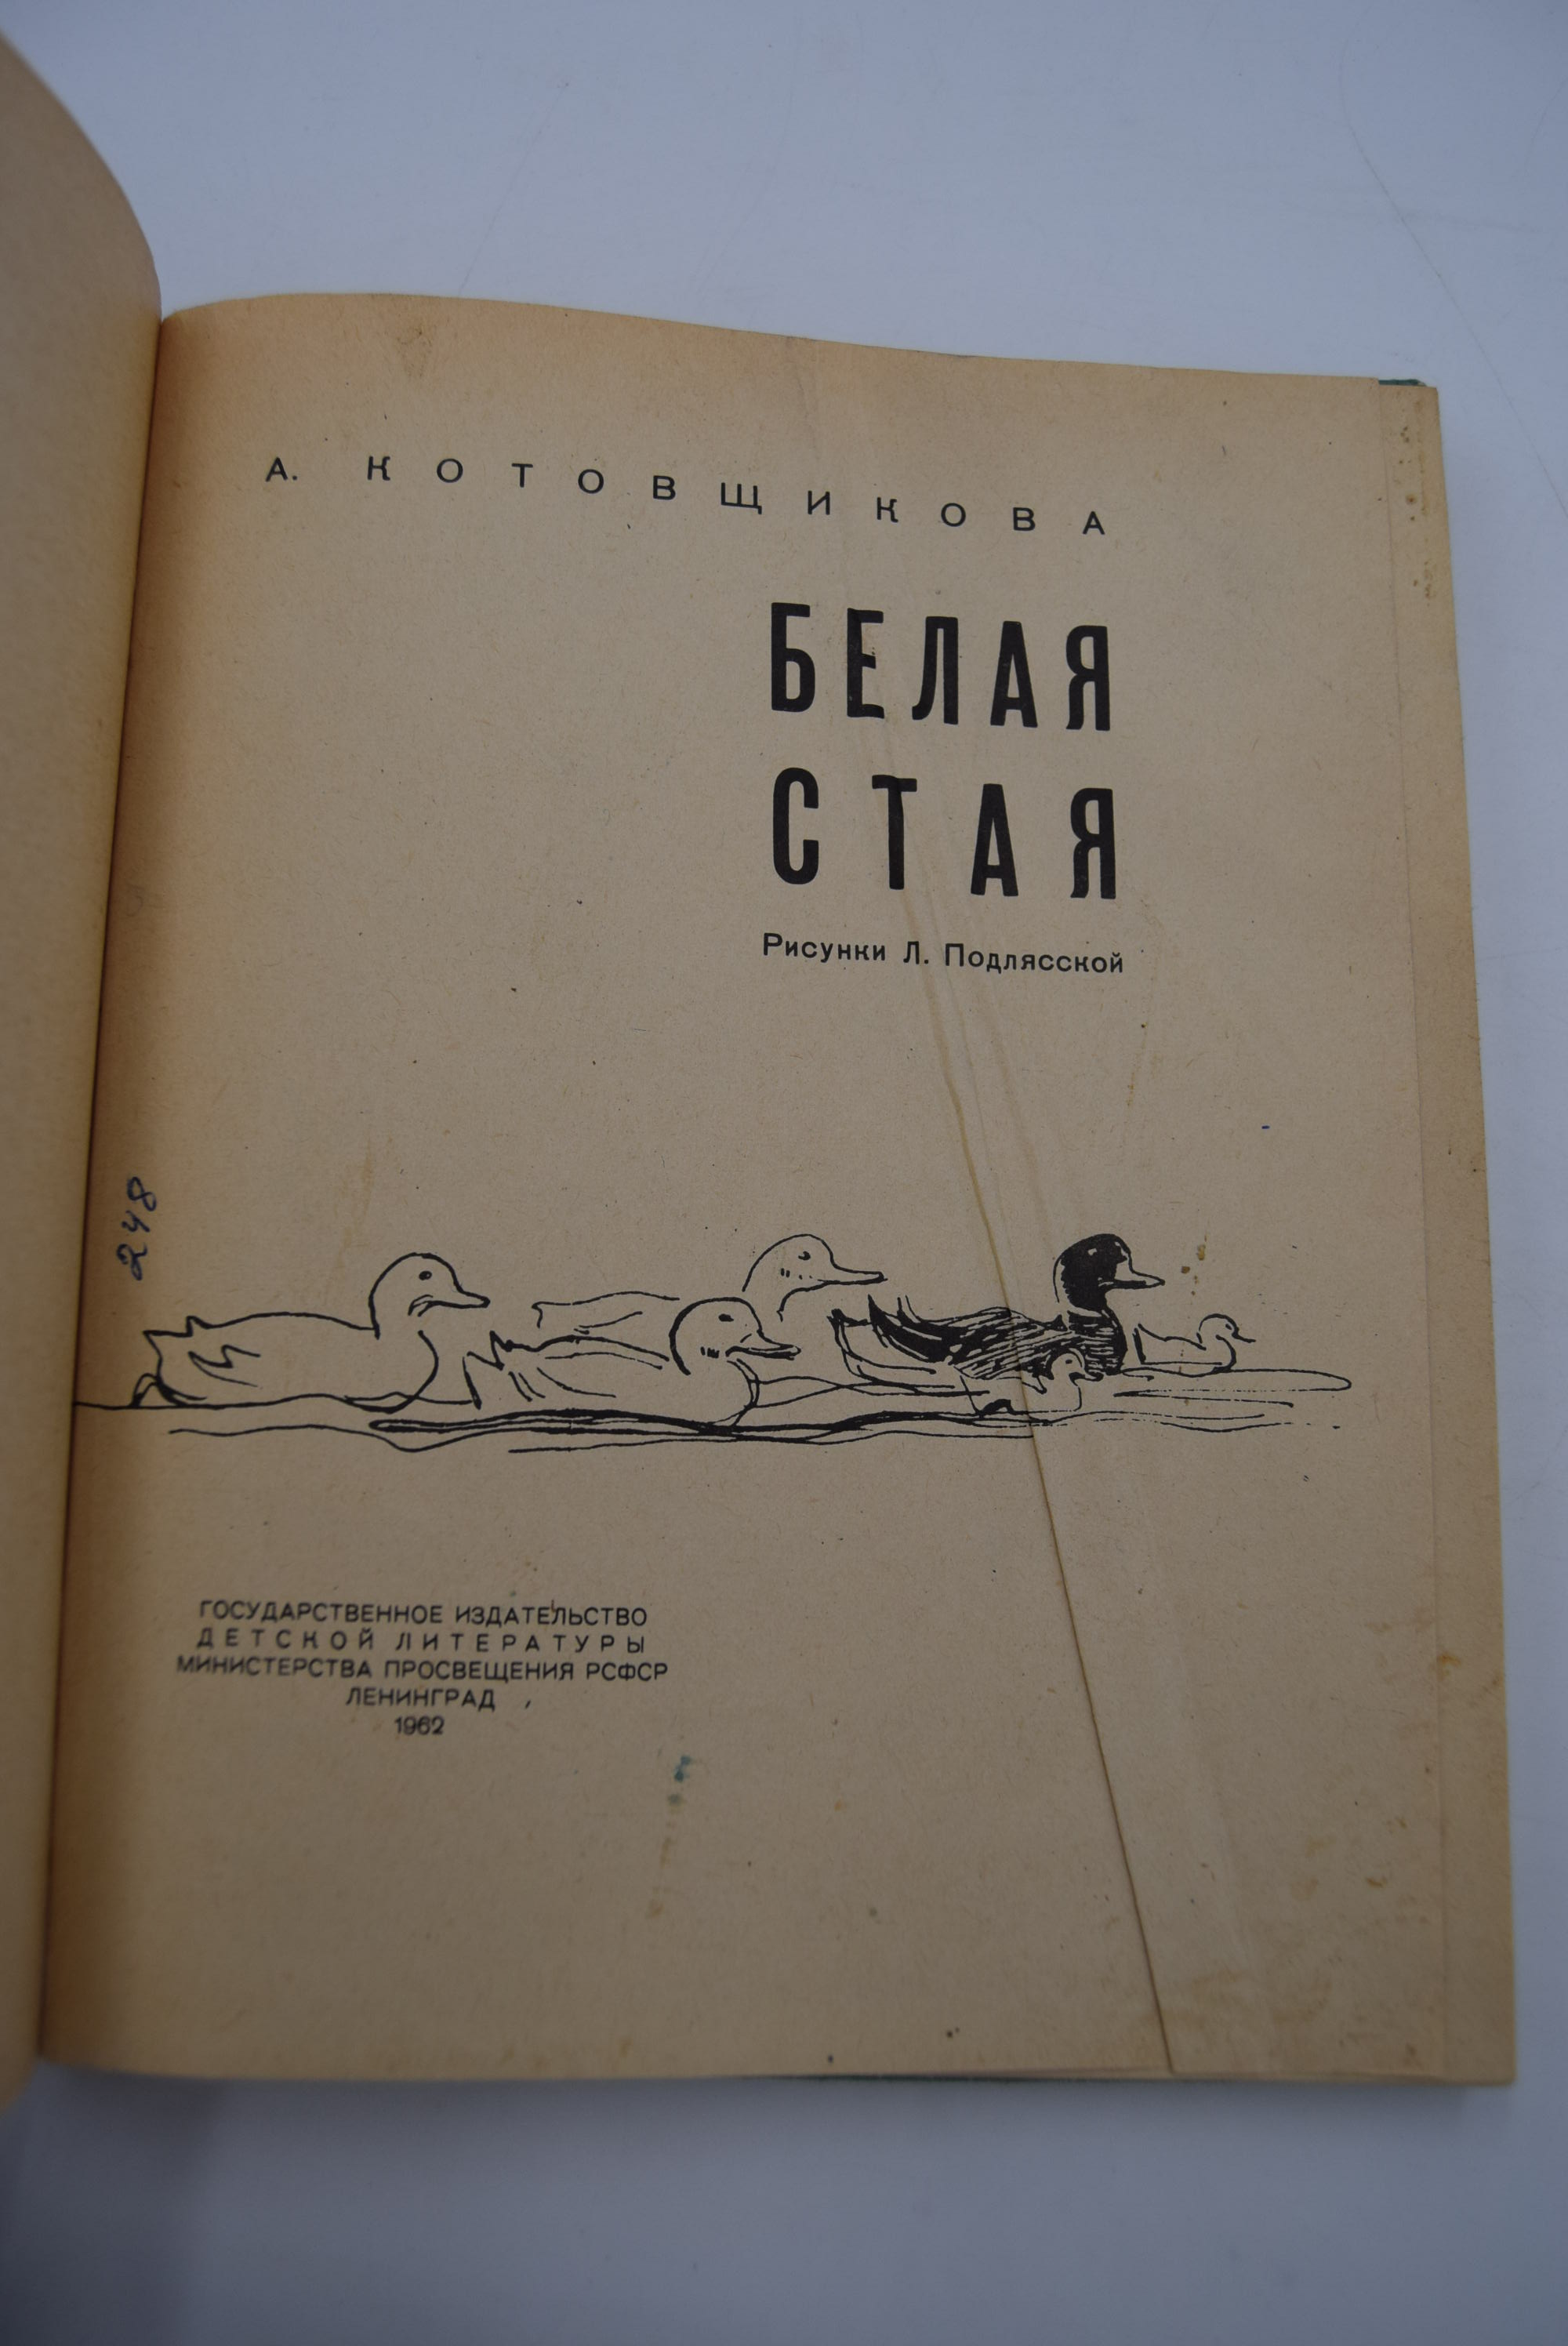 А. КОТОВЩИКОВА
БЕЛАЯ
СТАЯ
Рисунки Л. Подлясской
248
ГОСУДАРСТВЕННОЕ ИЗДАТЕЛЬСТВО
ДЕТСКОЙ ЛИТЕРАТУРЫ
МИНИСТЕРСТВА ПРОСВЕЩЕНИЯ РСФСР
ЛЕНИНГРАД
1962